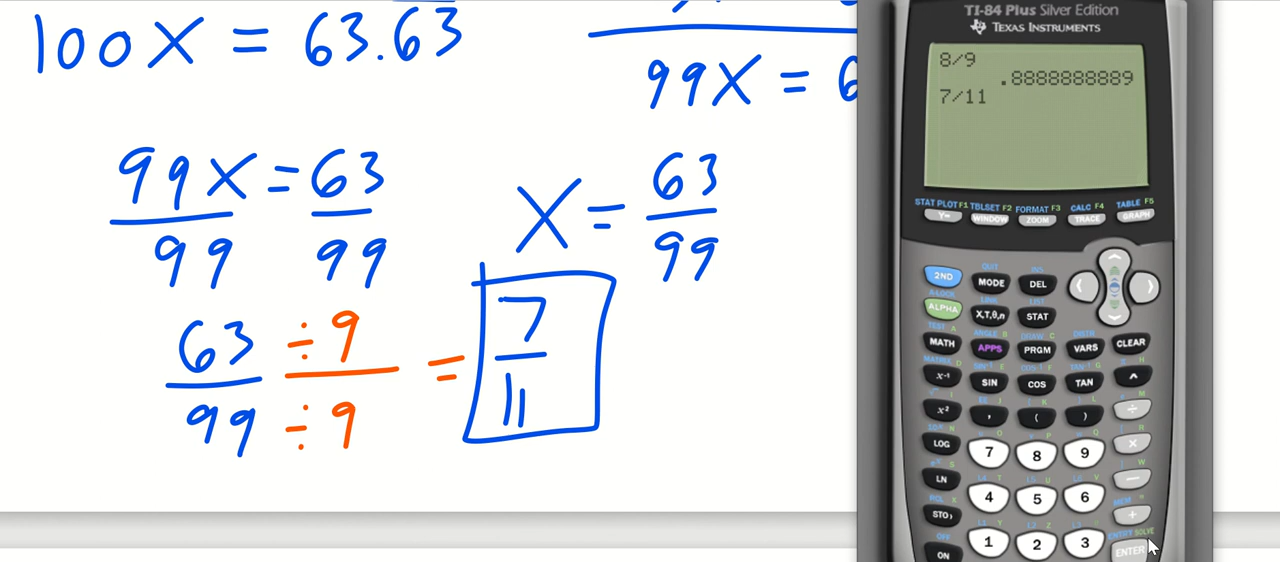 100X = 63.63
99X = 6
99X = 63
99 99
X = 63
99
63 ÷9
99 ÷9
= 7
11
TI-84 Plus Silver Edition
TEXAS INSTRUMENTS
8/9
.8888888889
7/11
STAT PLOT F1 TBLSET F2 FORMAT F3 CALC F4 TABLE F5
Y= WINDOW ZOOM TRACE GRAPH
QUIT INS
2ND MODE DEL
A-LOCK LINK LIST
ALPHA X,T,θ,n STAT
TEST A ANGLE B DRAW C DISTR
MATH APPS PRGM VARS CLEAR
MATRIX D SIN⁻¹ E COS⁻¹ F TAN⁻¹ G π H
x⁻¹ SIN COS TAN ^
x² , ( ) ÷
LOG 7 8 9 ×
LN 4 5 6 −
RCL X
STO› 1 2 3 +
OFF ENTRY SOLVE
ON ENTER